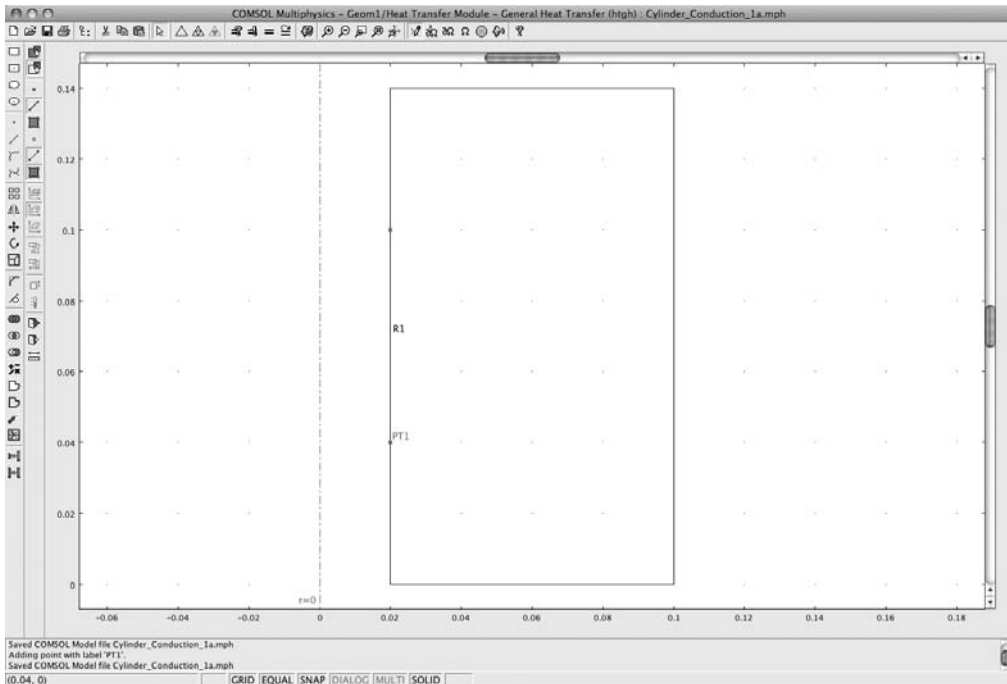 COMSOL Multiphysics - Geom1/Heat Transfer Module - General Heat Transfer (htgh) : Cylinder_Conduction_1a.mph
0.14
0.12
0.1
0.08
R1
0.06
PT1
0.04
0.02
0
r=0
-0.06 -0.04 -0.02 0 0.02 0.04 0.06 0.08 0.1 0.12 0.14 0.16 0.18
Saved COMSOL Model file Cylinder_Conduction_1a.mph
Adding point with label 'PT1'.
Saved COMSOL Model file Cylinder_Conduction_1a.mph
(0.04, 0) GRID EQUAL SNAP DIALOG MULTI SOLID